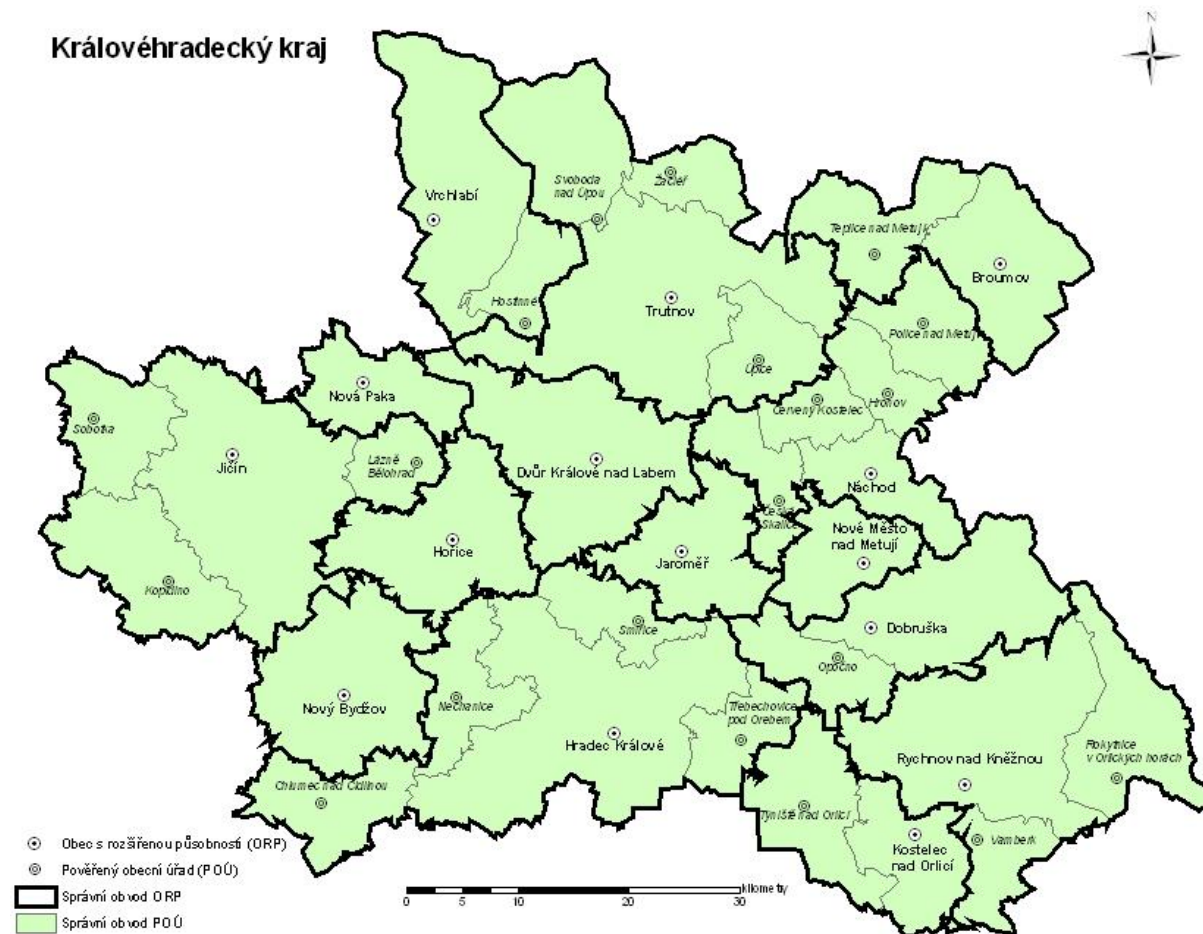 Královéhradecký kraj
N
Vrchlabí
Svoboda
nad Úpou
Žacléř
Teplice nad Metují
Broumov
Hostinné
Trutnov
Police nad Metují
Úpice
Nová Paka
Červený Kostelec
Hronov
Sobotka
Jičín
Lázně
Bělohrad
Dvůr Králové nad Labem
Náchod
Česká
Skalice
Nové Město
nad Metují
Hořice
Jaroměř
Kopidlno
Smiřice
Dobruška
Opočno
Nový Bydžov
Nechanice
Třebechovice
pod Orebem
Hradec Králové
Rychnov nad Kněžnou
Rokytnice
v Orlických horách
Chlumec nad Cidlinou
Týniště nad Orlicí
Kostelec
nad Orlicí
Vamberk
Obec s rozšířenou působností (ORP)
Pověřený obecní úřad (POÚ)
Správní obvod ORP
Správní obvod POÚ
kilometry
0 5 10 20 30